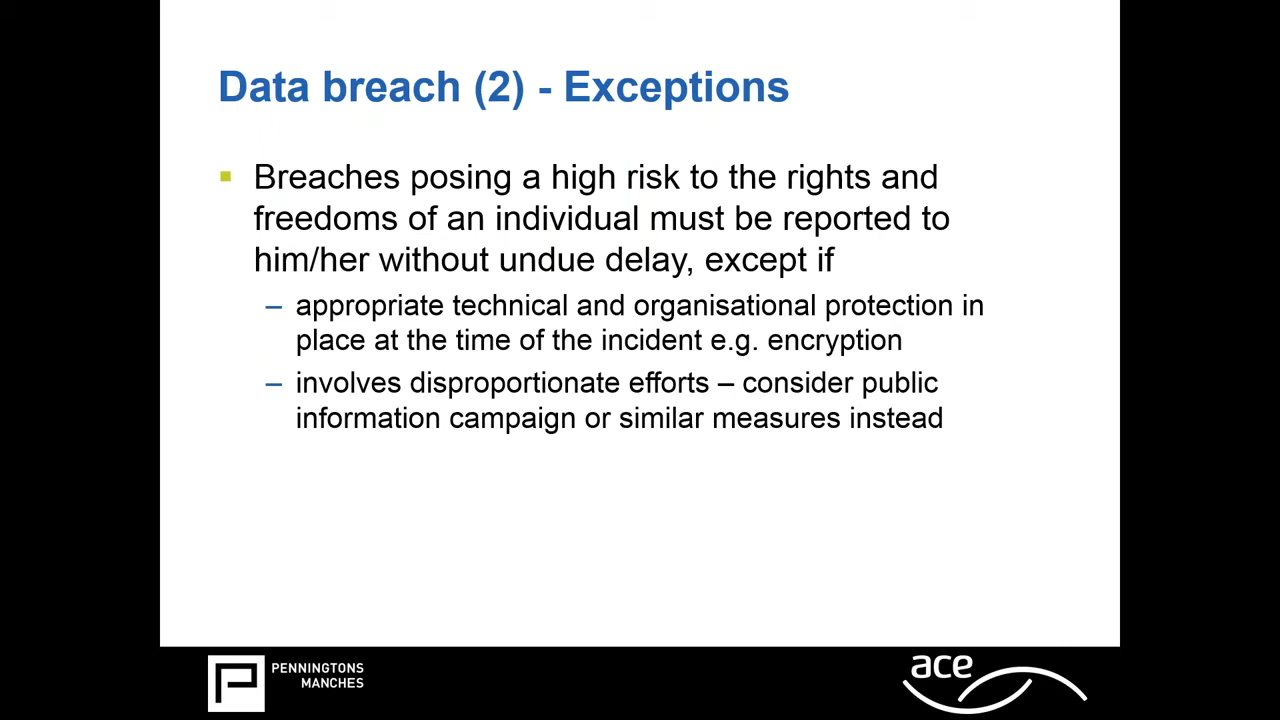 Data breach (2) - Exceptions
▪ Breaches posing a high risk to the rights and
freedoms of an individual must be reported to
him/her without undue delay, except if
– appropriate technical and organisational protection in
place at the time of the incident e.g. encryption
– involves disproportionate efforts – consider public
information campaign or similar measures instead
PENNINGTONS
MANCHES
ace